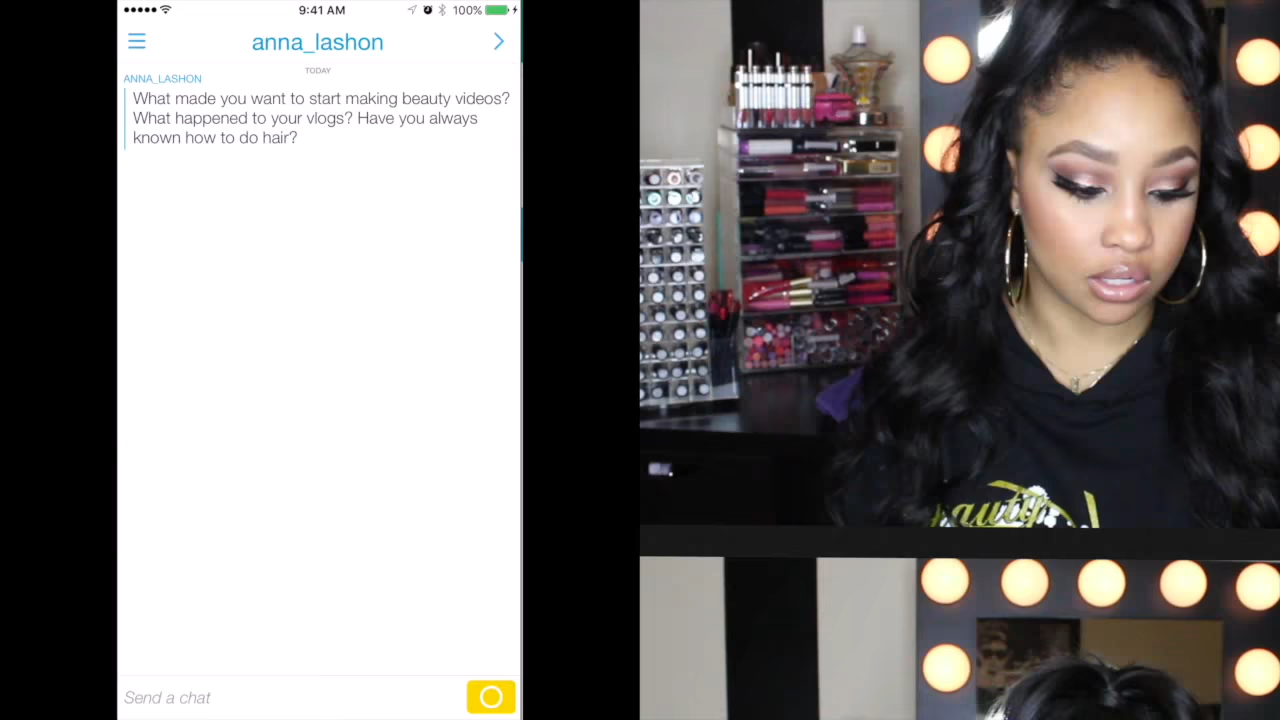 9:41 AM
100%
anna_lashon
TODAY
ANNA_LASHON
What made you want to start making beauty videos?
What happened to your vlogs? Have you always
known how to do hair?
Send a chat
eauty